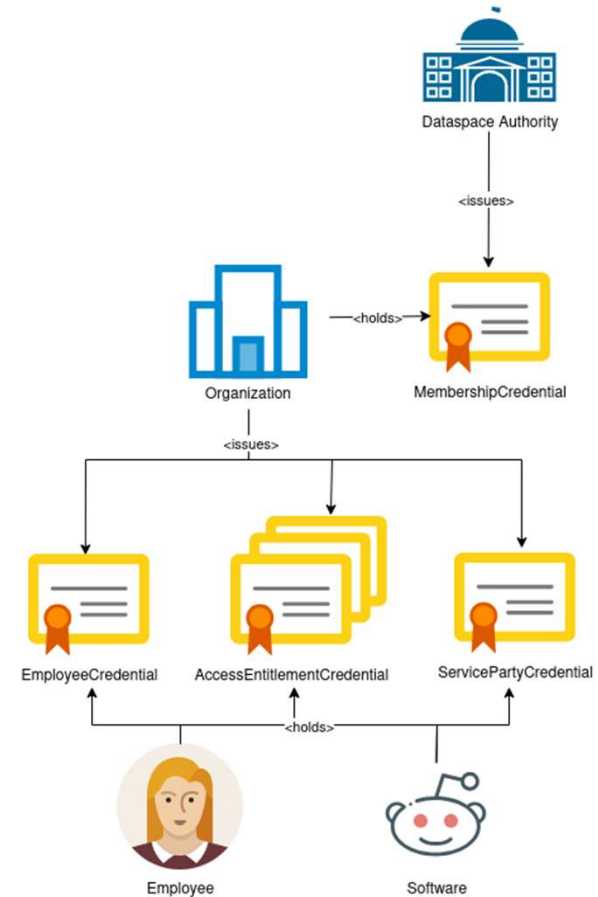 Dataspace Authority
<issues>
<holds>
Organization
MembershipCredential
<issues>
EmployeeCredential
AccessEntitlementCredential
ServicePartyCredential
<holds>
Employee
Software